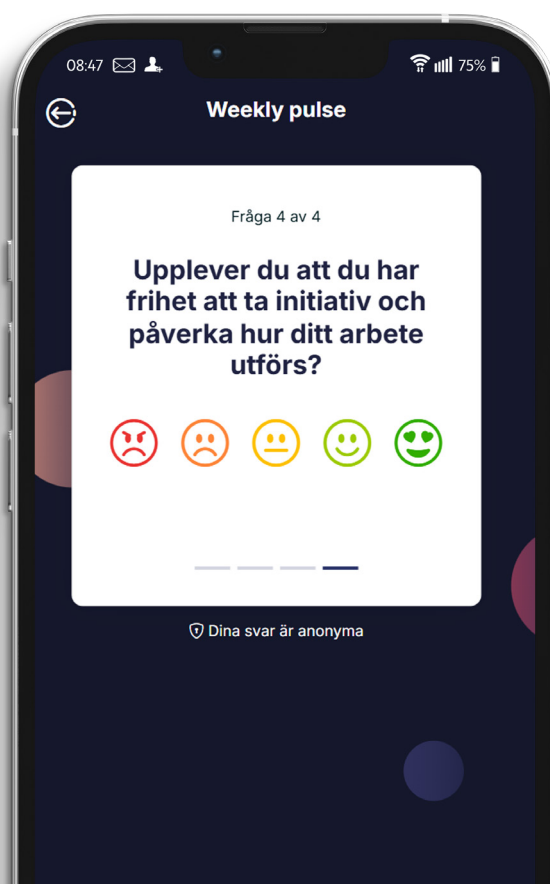 08:47 75%
Weekly pulse
Fråga 4 av 4
Upplever du att du har
frihet att ta initiativ och
påverka hur ditt arbete
utförs?
Dina svar är anonyma